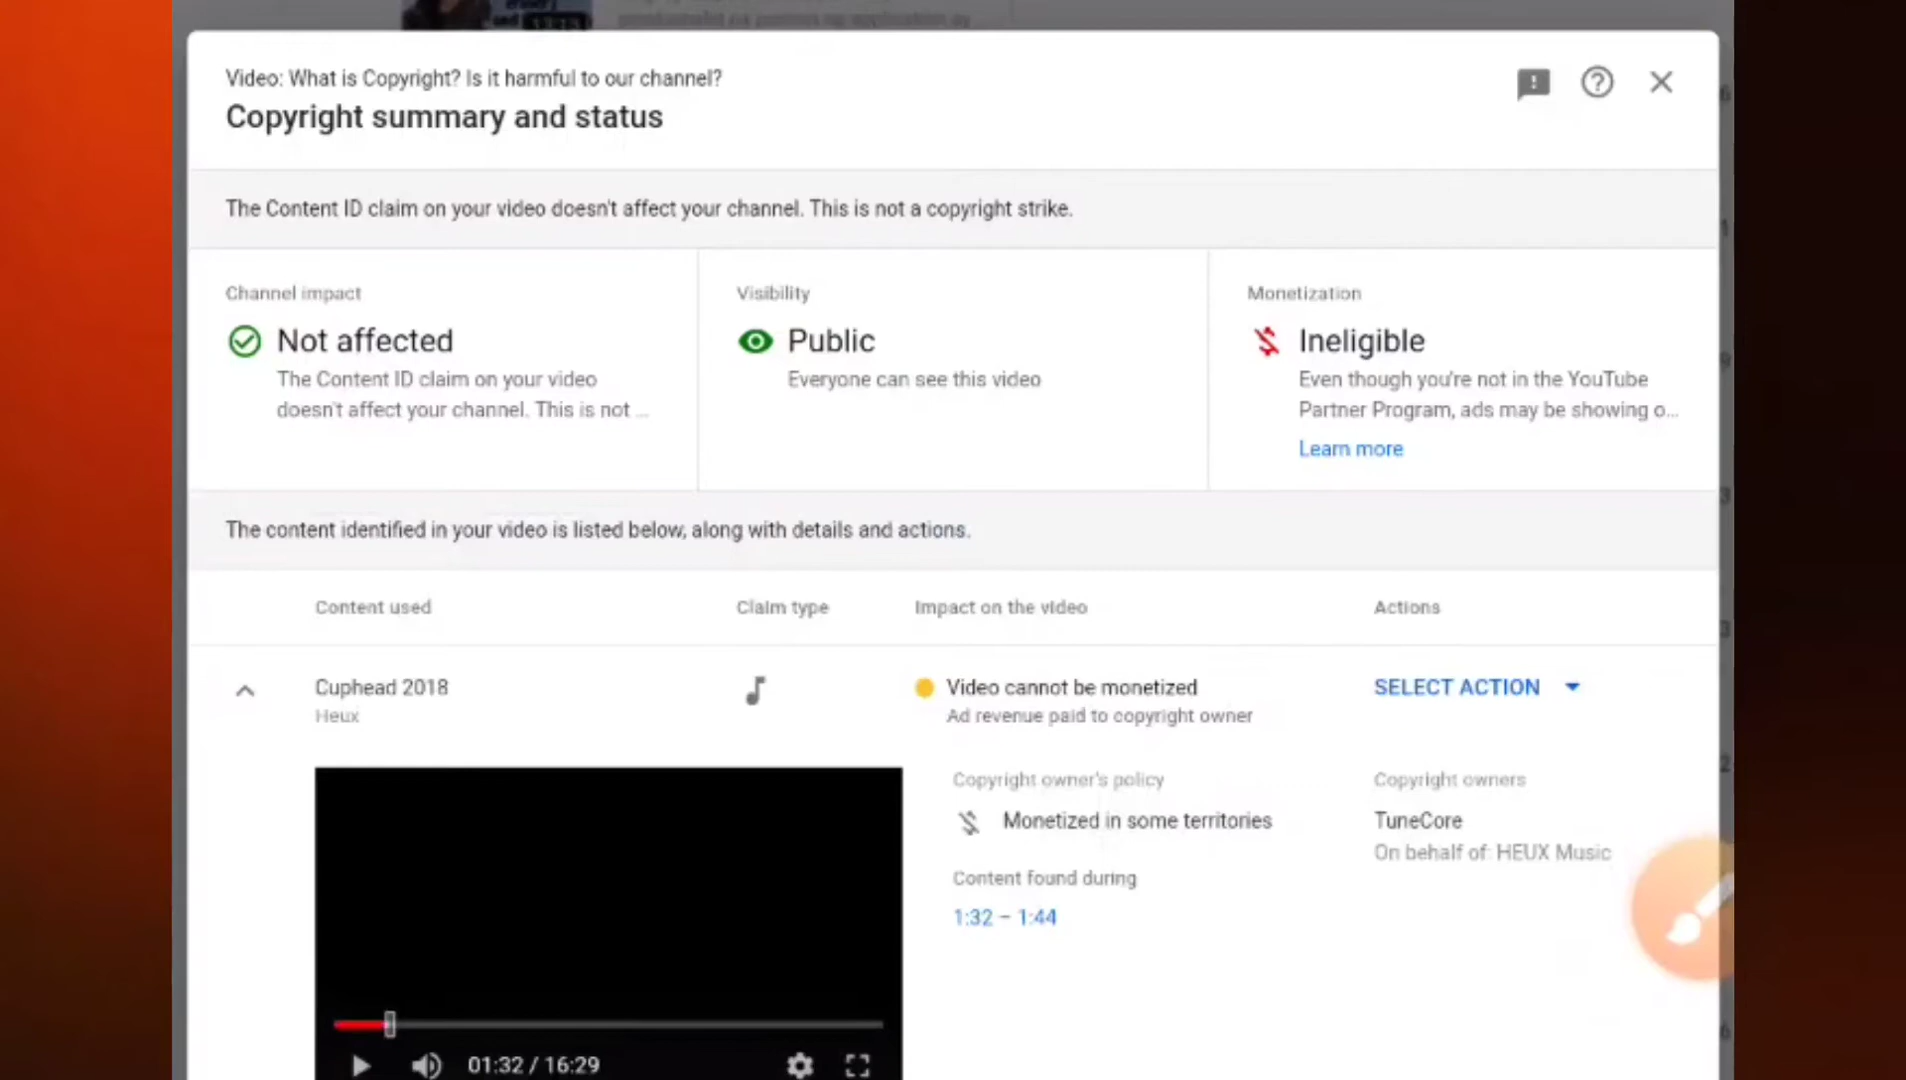 Video: What is Copyright? Is it harmful to our channel?
Copyright summary and status
The Content ID claim on your video doesn't affect your channel. This is not a copyright strike.
Channel impact
Not affected
The Content ID claim on your video
doesn't affect your channel. This is not ...
Visibility
Public
Everyone can see this video
Monetization
Ineligible
Even though you're not in the YouTube
Partner Program, ads may be showing o...
Learn more
The content identified in your video is listed below, along with details and actions.
Content used Claim type Impact on the video Actions
Cuphead 2018
Heux
Video cannot be monetized
Ad revenue paid to copyright owner
SELECT ACTION
Copyright owner's policy
Monetized in some territories
Content found during
1:32 – 1:44
Copyright owners
TuneCore
On behalf of: HEUX Music
01:32 / 16:29